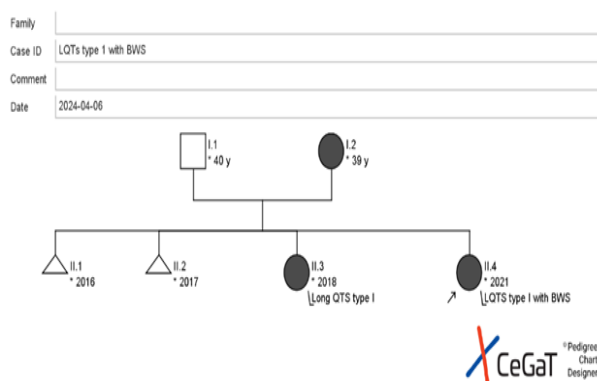 Family
Case ID LQTs type 1 with BWS
Comment
Date 2024-04-06
I.1
* 40 y
I.2
* 39 y
II.1
* 2016
II.2
* 2017
II.3
* 2018
Long QTS type I
II.4
* 2021
LQTS type I with BWS
CeGaT
© Pedigree
Chart
Designer